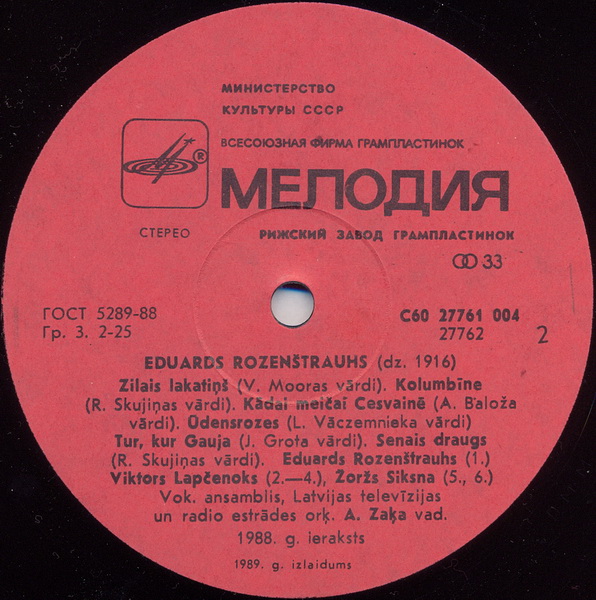 МИНИСТЕРСТВО
КУЛЬТУРЫ СССР
ВСЕСОЮЗНАЯ ФИРМА ГРАМПЛАСТИНОК
®
МЕЛОДИЯ
СТЕРЕО
РИЖСКИЙ ЗАВОД ГРАМПЛАСТИНОК
33
ГОСТ 5289-88
Гр. 3. 2-25
С60 27761 004
27762
2
EDUARDS ROZENŠTRAUHS (dz. 1916)
Zilais lakatiņš (V. Mooras vārdi). Kolumbīne
(R. Skujiņas vārdi). Kādai meičai Cesvainē (A. Baloža
vārdi). Ūdensrozes (L. Vāczemnieka vārdi)
Tur, kur Gauja (J. Grota vārdi). Senais draugs
(R. Skujiņas vārdi). Eduards Rozenštrauhs (1.)
Viktors Lapčenoks (2.—4.), Žoržs Siksna (5., 6.)
Vok. ansamblis, Latvijas televīzijas
un radio estrādes ork. A. Zaķa vad.
1988. g. ieraksts
1989. g. izlaidums